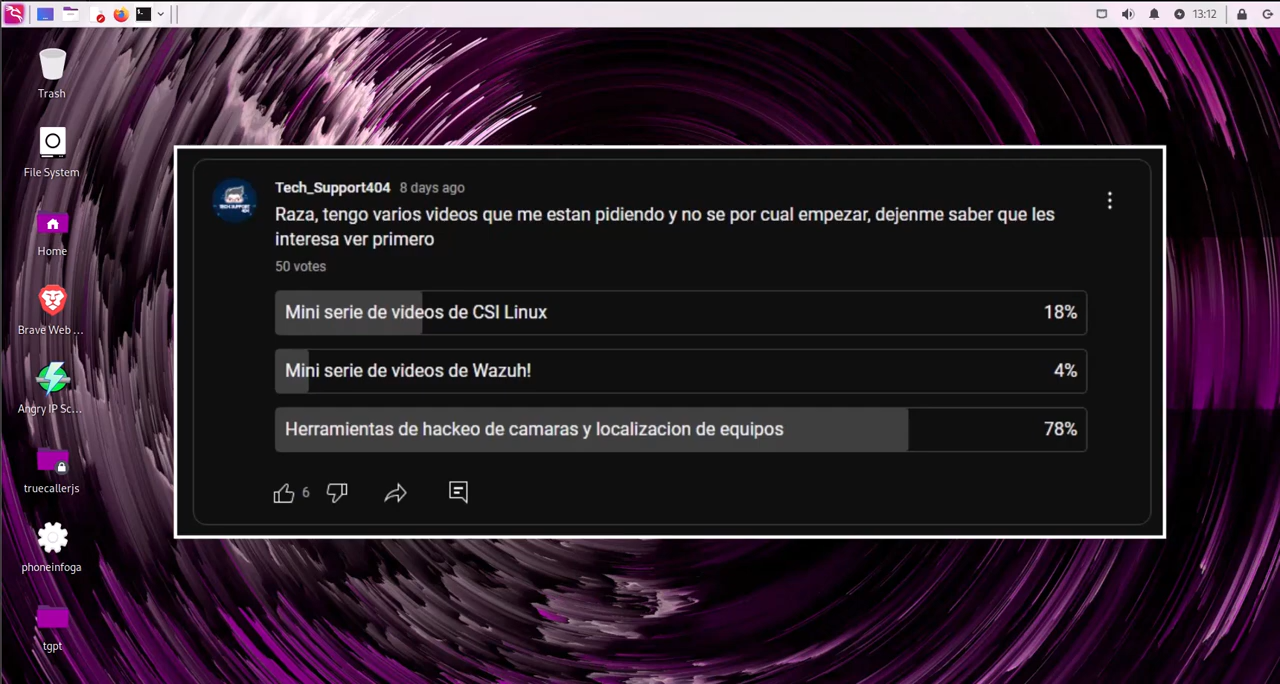 13:12
Trash
File System
Home
Brave Web ...
Angry IP Sc...
truecallerjs
phoneinfoga
tgpt
TECH SUPPORT
404
Tech_Support404 8 days ago
Raza, tengo varios videos que me estan pidiendo y no se por cual empezar, dejenme saber que les
interesa ver primero
50 votes
Mini serie de videos de CSI Linux 18%
Mini serie de videos de Wazuh! 4%
Herramientas de hackeo de camaras y localizacion de equipos 78%
6